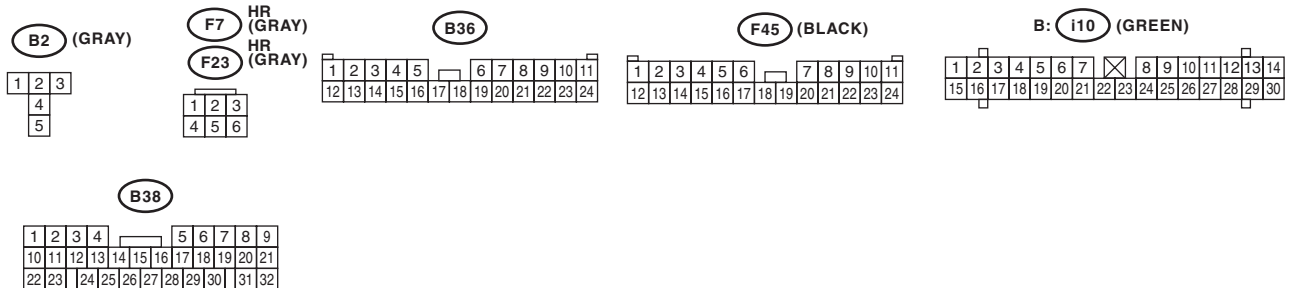 B2 (GRAY)
1 2 3
4
5
F7 HR (GRAY)
F23 HR (GRAY)
1 2 3
4 5 6
B36
1 2 3 4 5 6 7 8 9 10 11
12 13 14 15 16 17 18 19 20 21 22 23 24
F45 (BLACK)
1 2 3 4 5 6 7 8 9 10 11
12 13 14 15 16 17 18 19 20 21 22 23 24
B: i10 (GREEN)
1 2 3 4 5 6 7 8 9 10 11 12 13 14
15 16 17 18 19 20 21 22 23 24 25 26 27 28 29 30
B38
1 2 3 4 5 6 7 8 9
10 11 12 13 14 15 16 17 18 19 20 21
22 23 24 25 26 27 28 29 30 31 32